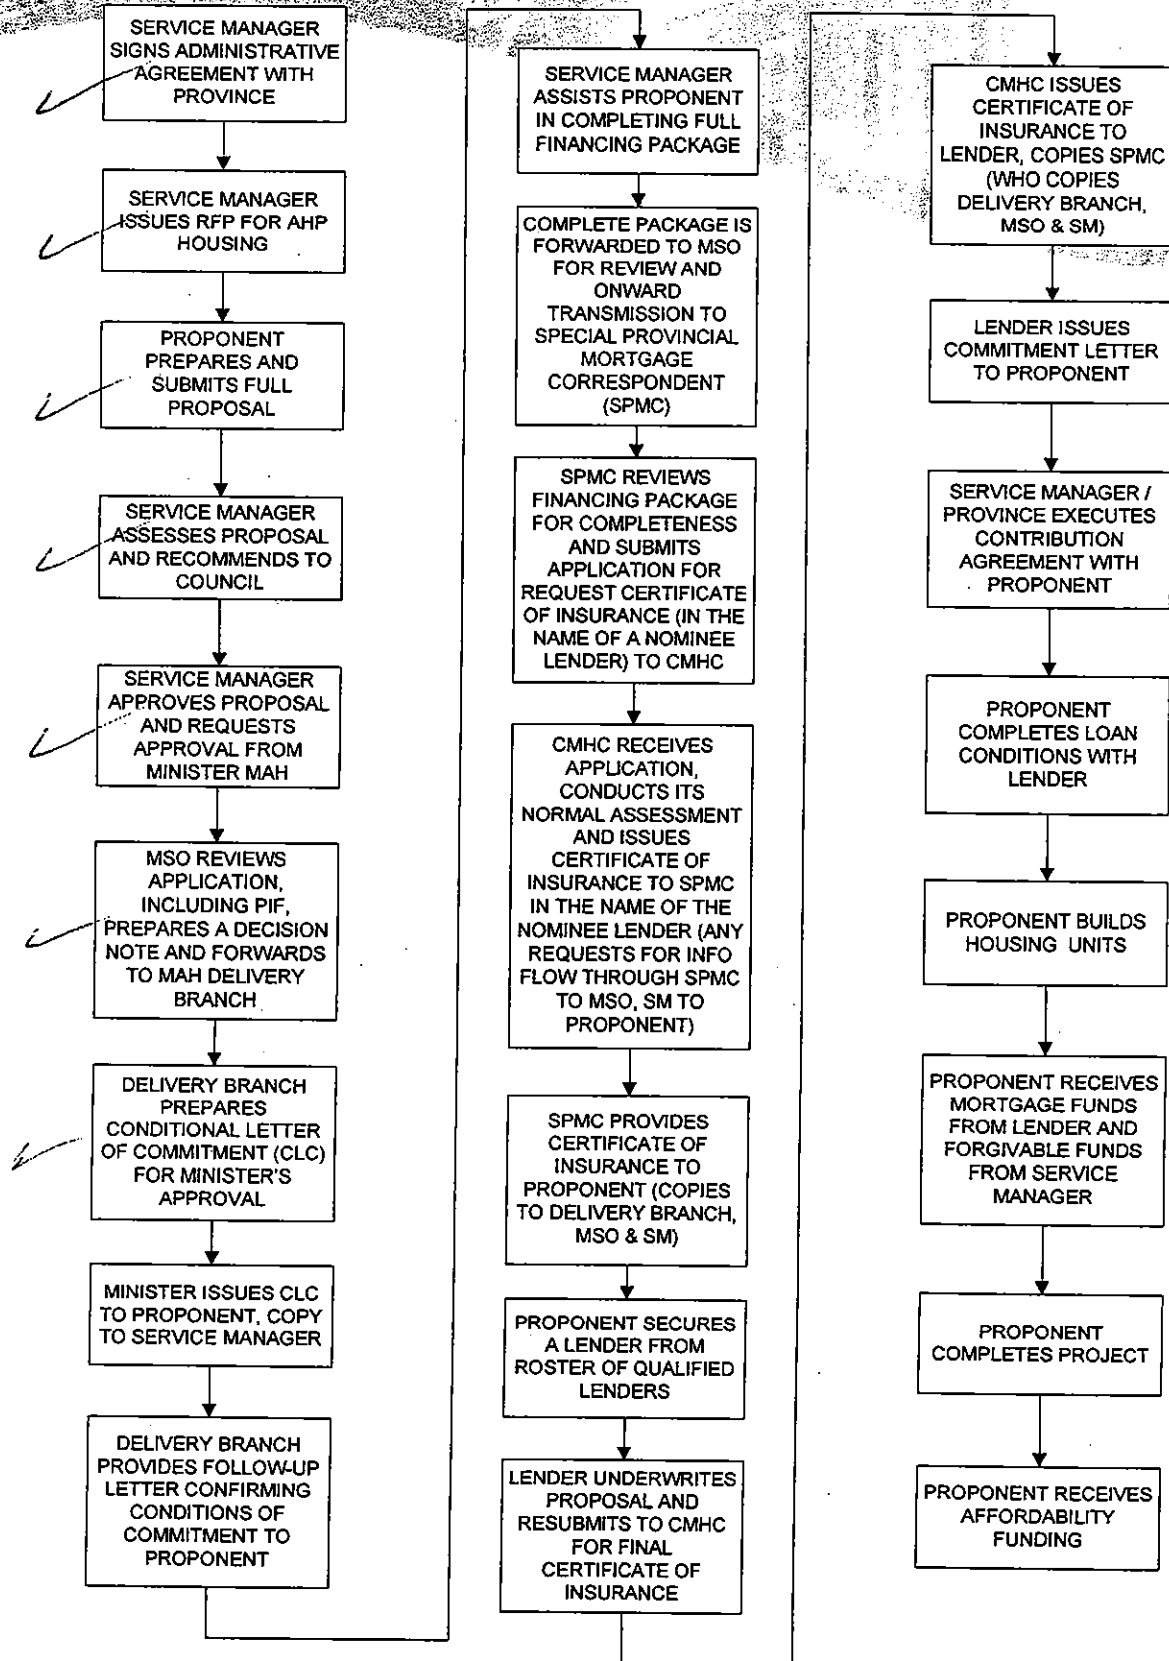 SERVICE MANAGER
SIGNS ADMINISTRATIVE
AGREEMENT WITH
PROVINCE
SERVICE MANAGER
ISSUES RFP FOR AHP
HOUSING
PROPONENT
PREPARES AND
SUBMITS FULL
PROPOSAL
SERVICE MANAGER
ASSESSES PROPOSAL
AND RECOMMENDS TO
COUNCIL
SERVICE MANAGER
APPROVES PROPOSAL
AND REQUESTS
APPROVAL FROM
MINISTER MAH
MSO REVIEWS
APPLICATION,
INCLUDING PIF,
PREPARES A DECISION
NOTE AND FORWARDS
TO MAH DELIVERY
BRANCH
DELIVERY BRANCH
PREPARES
CONDITIONAL LETTER
OF COMMITMENT (CLC)
FOR MINISTER'S
APPROVAL
MINISTER ISSUES CLC
TO PROPONENT, COPY
TO SERVICE MANAGER
DELIVERY BRANCH
PROVIDES FOLLOW-UP
LETTER CONFIRMING
CONDITIONS OF
COMMITMENT TO
PROPONENT
SERVICE MANAGER
ASSISTS PROPONENT
IN COMPLETING FULL
FINANCING PACKAGE
COMPLETE PACKAGE IS
FORWARDED TO MSO
FOR REVIEW AND
ONWARD
TRANSMISSION TO
SPECIAL PROVINCIAL
MORTGAGE
CORRESPONDENT
(SPMC)
SPMC REVIEWS
FINANCING PACKAGE
FOR COMPLETENESS
AND SUBMITS
APPLICATION FOR
REQUEST CERTIFICATE
OF INSURANCE (IN THE
NAME OF A NOMINEE
LENDER) TO CMHC
CMHC RECEIVES
APPLICATION,
CONDUCTS ITS
NORMAL ASSESSMENT
AND ISSUES
CERTIFICATE OF
INSURANCE TO SPMC
IN THE NAME OF THE
NOMINEE LENDER (ANY
REQUESTS FOR INFO
FLOW THROUGH SPMC
TO MSO, SM TO
PROPONENT)
SPMC PROVIDES
CERTIFICATE OF
INSURANCE TO
PROPONENT (COPIES
TO DELIVERY BRANCH,
MSO & SM)
PROPONENT SECURES
A LENDER FROM
ROSTER OF QUALIFIED
LENDERS
LENDER UNDERWRITES
PROPOSAL AND
RESUBMITS TO CMHC
FOR FINAL
CERTIFICATE OF
INSURANCE
CMHC ISSUES
CERTIFICATE OF
INSURANCE TO
LENDER, COPIES SPMC
(WHO COPIES
DELIVERY BRANCH,
MSO & SM)
LENDER ISSUES
COMMITMENT LETTER
TO PROPONENT
SERVICE MANAGER /
PROVINCE EXECUTES
CONTRIBUTION
AGREEMENT WITH
PROPONENT
PROPONENT
COMPLETES LOAN
CONDITIONS WITH
LENDER
PROPONENT BUILDS
HOUSING UNITS
PROPONENT RECEIVES
MORTGAGE FUNDS
FROM LENDER AND
FORGIVABLE FUNDS
FROM SERVICE
MANAGER
PROPONENT
COMPLETES PROJECT
PROPONENT RECEIVES
AFFORDABILITY
FUNDING